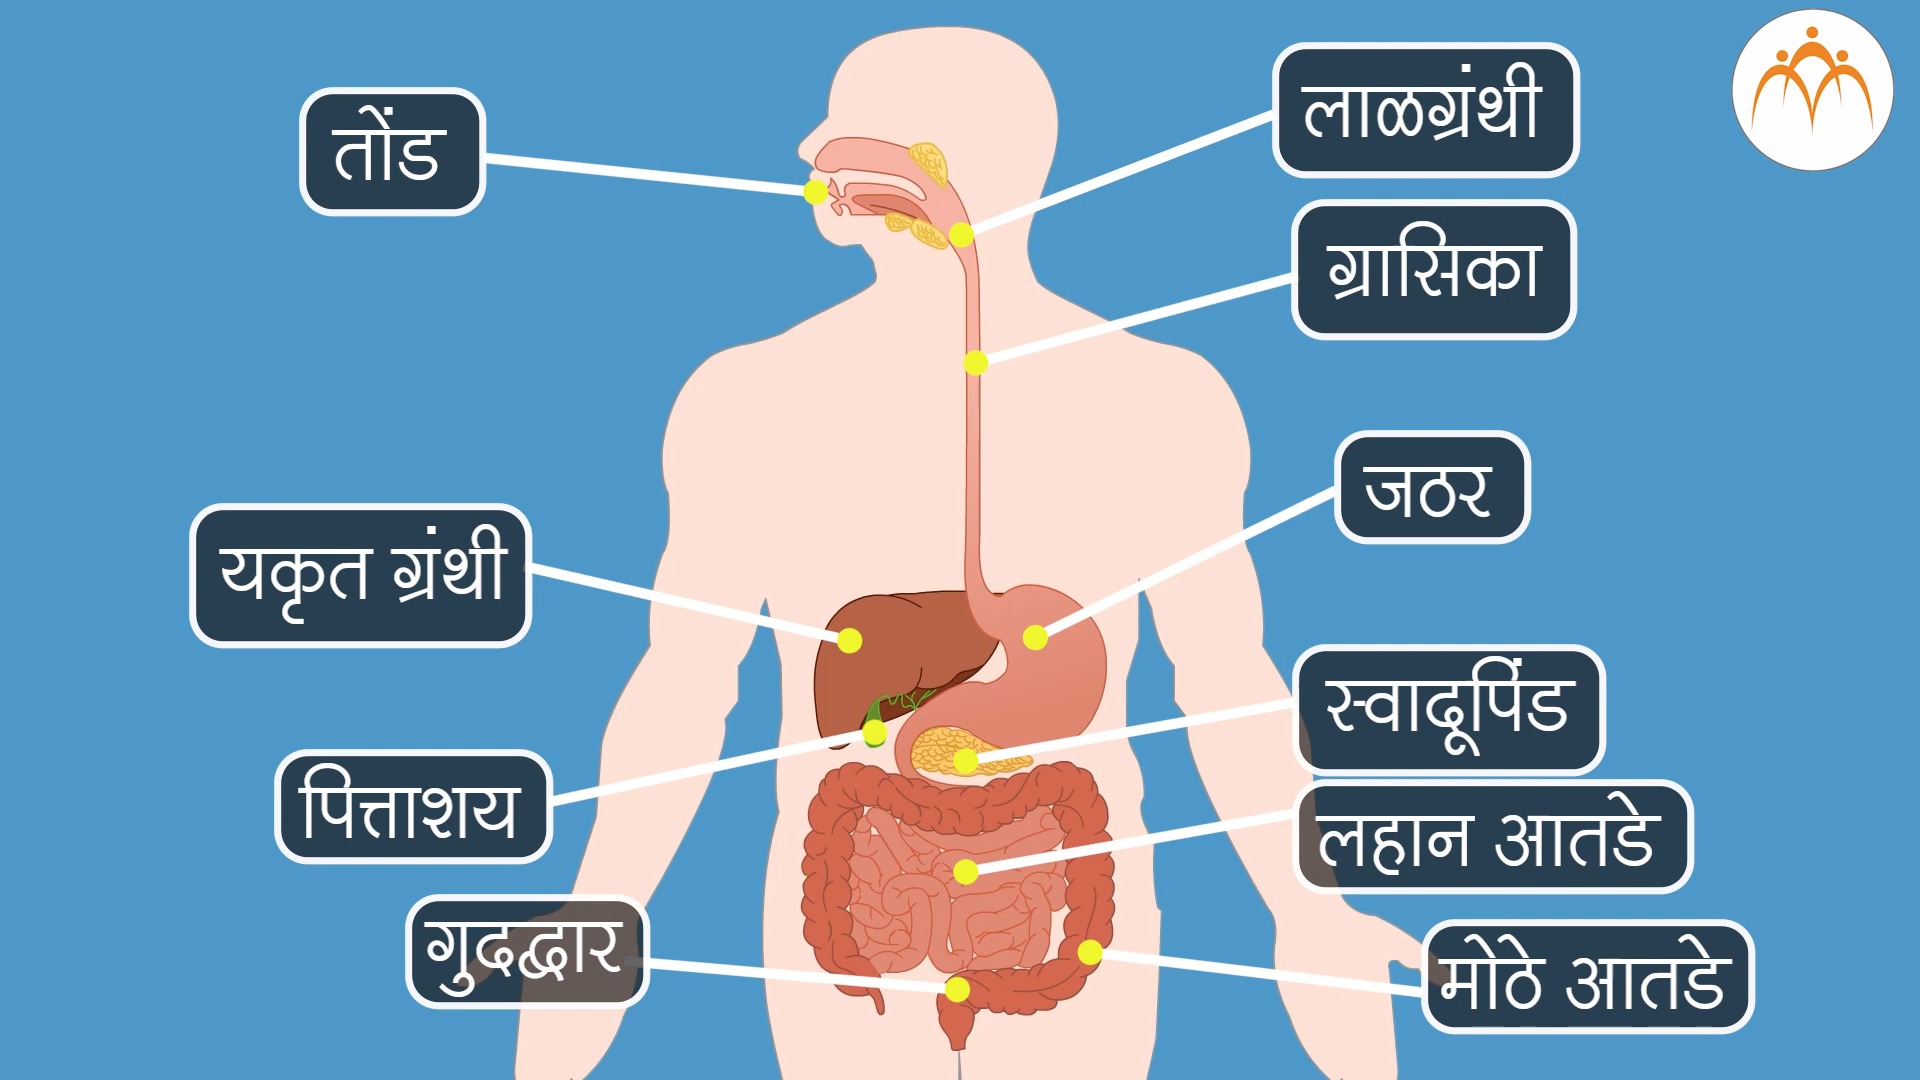 तोंड
लाळग्रंथी
ग्रासिका
जठर
यकृत ग्रंथी
स्वादूपिंड
पित्ताशय
लहान आतडे
गुदद्वार
मोठे आतडे